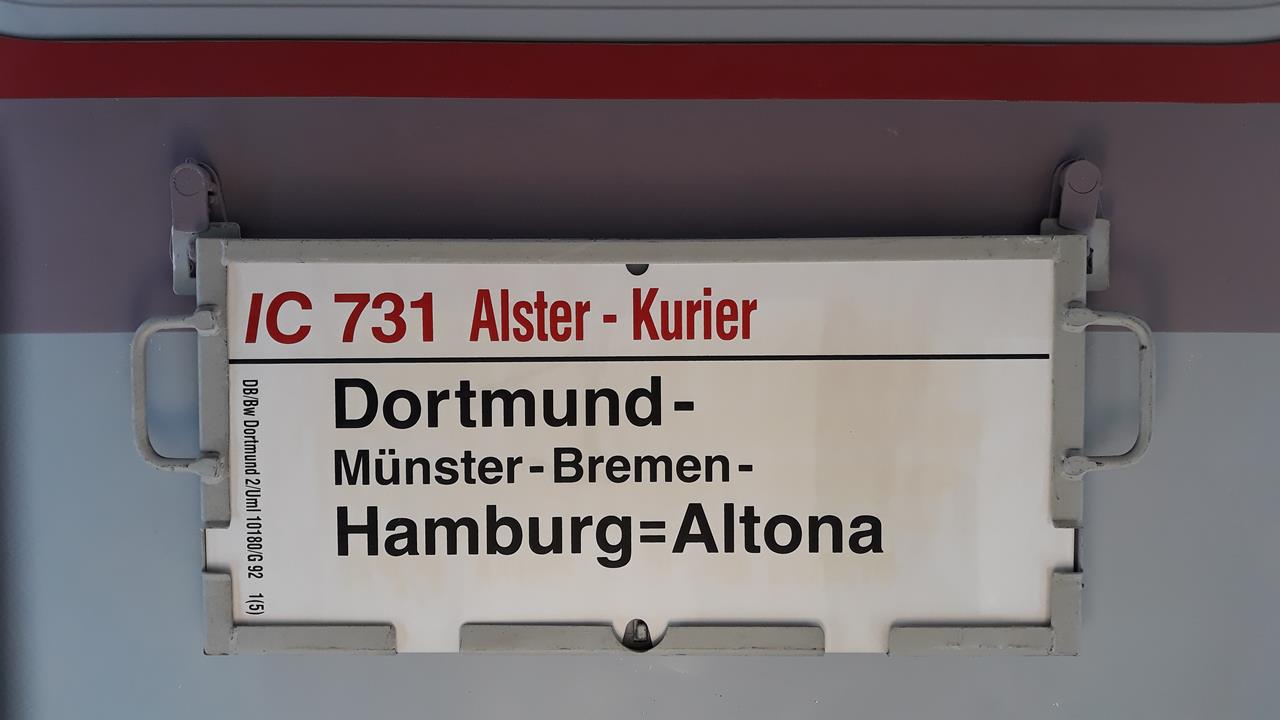 IC 731 Alster - Kurier
Dortmund -
Münster - Bremen -
Hamburg=Altona
DB/Bw Dortmund 2/Uml 10180/G 92 1(5)